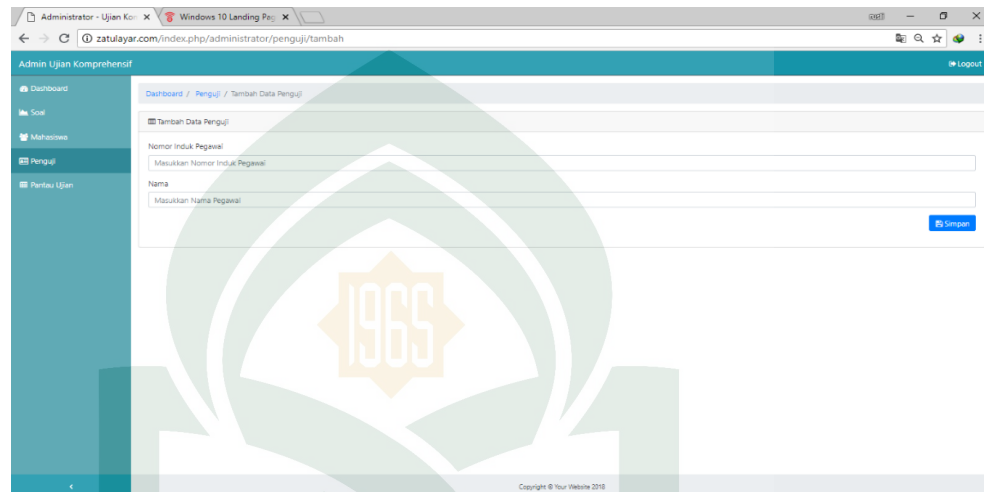 Administrator - Ujian Kon
Windows 10 Landing Pag
zatulayar.com/index.php/administrator/penguji/tambah
Admin Ujian Komprehensif
Logout
Dashboard
Soal
Mahasiswa
Penguji
Pantau Ujian
Dashboard / Penguji / Tambah Data Penguji
Tambah Data Penguji
Nomor Induk Pegawai
Masukkan Nomor Induk Pegawai
Nama
Masukkan Nama Pegawai
Simpan
1965
Copyright © Your Website 2018